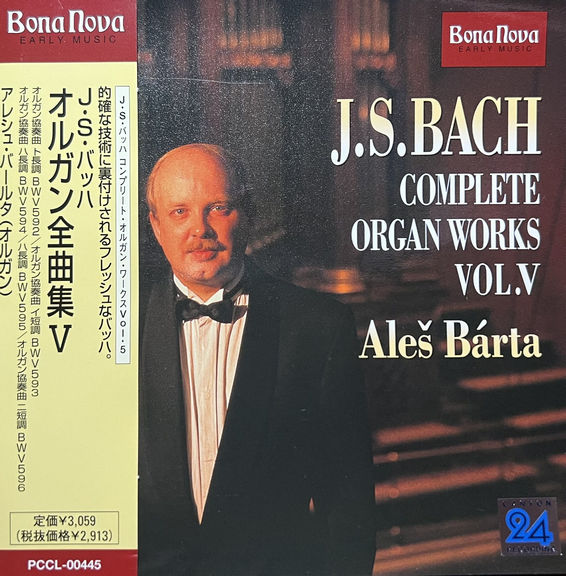 Bona Nova
EARLY MUSIC
J・S・バッハ コンプリート・オルガン・ワークスVol.5
的確な技術に裏付けされるフレッシュなバッハ。
J・S・バッハ
オルガン全曲集 V
オルガン協奏曲 ト長調 BWV592／オルガン協奏曲 イ短調 BWV593
オルガン協奏曲 ハ長調 BWV594／ハ長調 BWV595／オルガン協奏曲 ニ短調 BWV596
アレシュ・バールタ(オルガン)
定価¥3,059
(税抜価格¥2,913)
PCCL-00445
Bona Nova
EARLY MUSIC
J.S.BACH
COMPLETE
ORGAN WORKS
VOL.V
Aleš Bárta
24